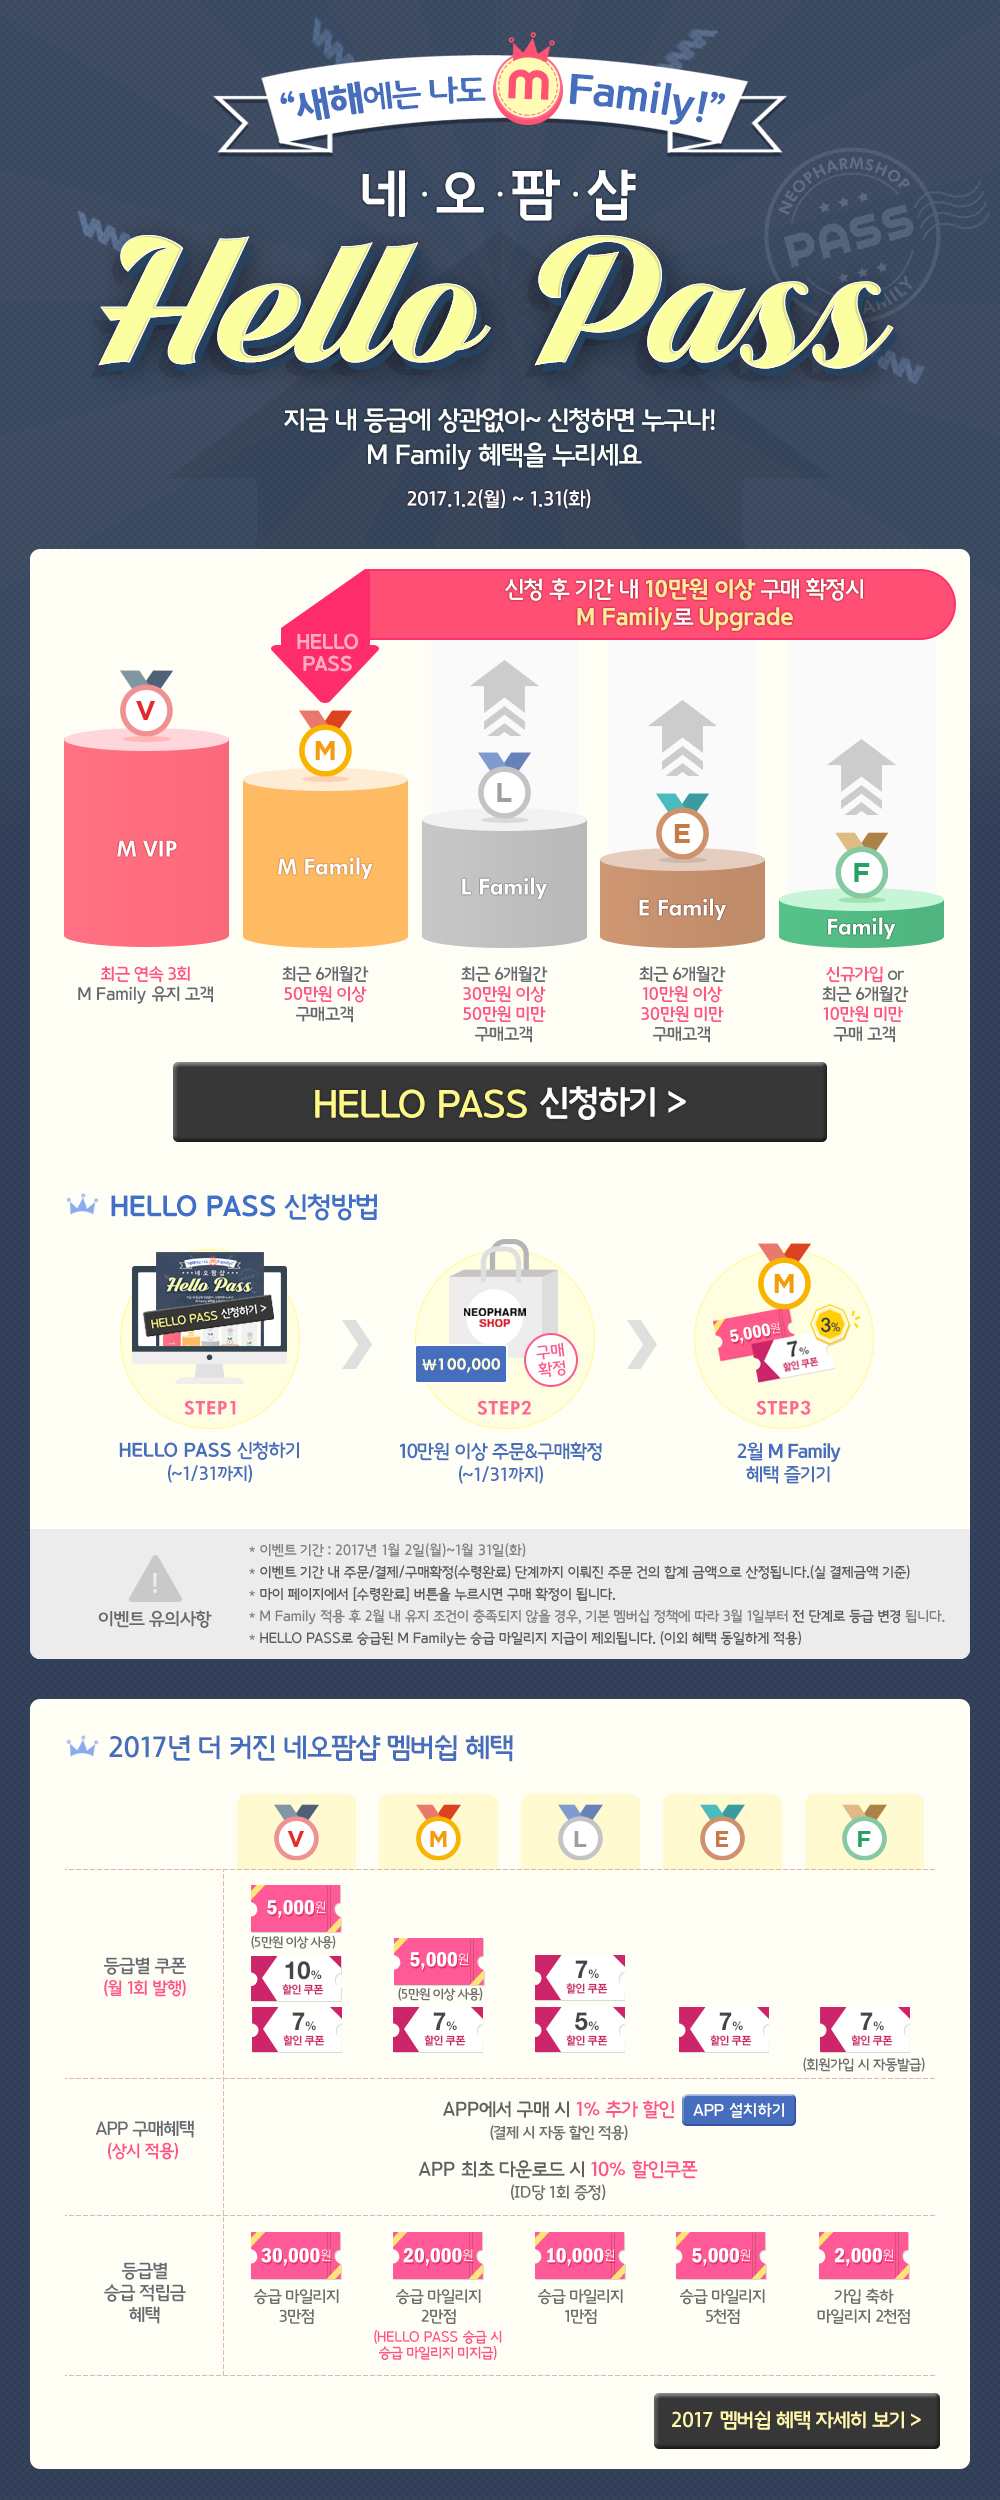 “새해에는 나도 m Family!”
네·오·팜·샵
NEOPHARMSHOP
PASS
FAMILY
Hello Pass
지금 내 등급에 상관없이~ 신청하면 누구나!
M Family 혜택을 누리세요
2017.1.2(월) ~ 1.31(화)
신청 후 기간 내 10만원 이상 구매 확정시
M Family로 Upgrade
HELLO
PASS
V
M
L
E
F
M VIP
M Family
L Family
E Family
Family
최근 연속 3회
M Family 유지 고객
최근 6개월간
50만원 이상
구매고객
최근 6개월간
30만원 이상
50만원 미만
구매고객
최근 6개월간
10만원 이상
30만원 미만
구매고객
신규가입 or
최근 6개월간
10만원 미만
구매 고객
HELLO PASS 신청하기 >
HELLO PASS 신청방법
네오팜샵
Hello Pass
HELLO PASS 신청하기 >
STEP1
HELLO PASS 신청하기
(~1/31까지)
NEOPHARM
SHOP
₩100,000
구매
확정
STEP2
10만원 이상 주문&구매확정
(~1/31까지)
M
5,000원
3%
7%
할인 쿠폰
STEP3
2월 M Family
혜택 즐기기
!
이벤트 유의사항
* 이벤트 기간 : 2017년 1월 2일(월)~1월 31일(화)
* 이벤트 기간 내 주문/결제/구매확정(수령완료) 단계까지 이뤄진 주문 건의 합계 금액으로 산정됩니다.(실 결제금액 기준)
* 마이 페이지에서 [수령완료] 버튼을 누르시면 구매 확정이 됩니다.
* M Family 적용 후 2월 내 유지 조건이 충족되지 않을 경우, 기본 멤버십 정책에 따라 3월 1일부터 전 단계로 등급 변경 됩니다.
* HELLO PASS로 승급된 M Family는 승급 마일리지 지급이 제외됩니다. (이외 혜택 동일하게 적용)
2017년 더 커진 네오팜샵 멤버쉽 혜택
V M L E F
등급별 쿠폰
(월 1회 발행)
5,000원
(5만원 이상 사용)
10%
할인 쿠폰
7%
할인 쿠폰
5,000원
(5만원 이상 사용)
7%
할인 쿠폰
7%
할인 쿠폰
5%
할인 쿠폰
7%
할인 쿠폰
7%
할인 쿠폰
(회원가입 시 자동발급)
APP 구매혜택
(상시 적용)
APP에서 구매 시 1% 추가 할인 APP 설치하기
(결제 시 자동 할인 적용)
APP 최초 다운로드 시 10% 할인쿠폰
(ID당 1회 증정)
등급별
승급 적립금
혜택
30,000원
승급 마일리지
3만점
20,000원
승급 마일리지
2만점
(HELLO PASS 승급 시
승급 마일리지 미지급)
10,000원
승급 마일리지
1만점
5,000원
승급 마일리지
5천점
2,000원
가입 축하
마일리지 2천점
2017 멤버쉽 혜택 자세히 보기 >